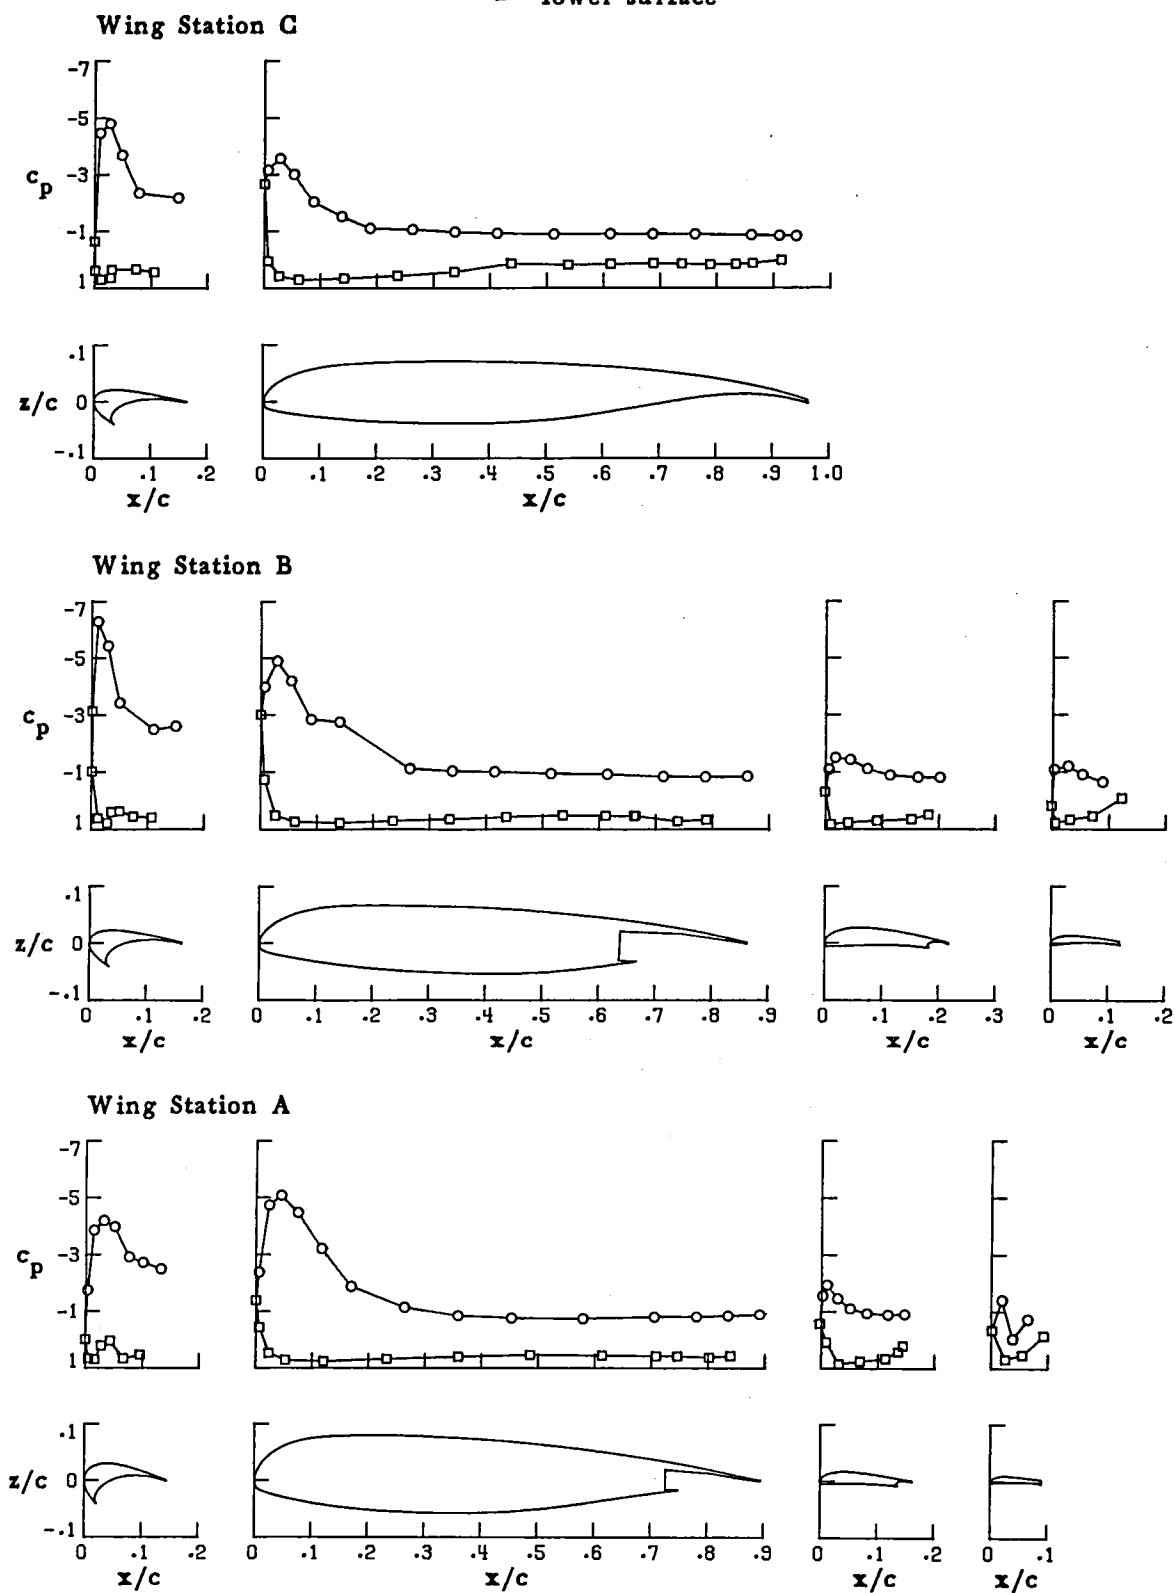 lower surface
Wing Station C
-7
-5
-3
-1
1
c_p
.1
0
-.1
z/c
0 .1 .2
x/c
0 .1 .2 .3 .4 .5 .6 .7 .8 .9 1.0
x/c
Wing Station B
-7
-5
-3
-1
1
c_p
.1
0
-.1
z/c
0 .1 .2
x/c
0 .1 .2 .3 .4 .5 .6 .7 .8 .9
x/c
0 .1 .2 .3
x/c
0 .1 .2
x/c
Wing Station A
-7
-5
-3
-1
1
c_p
.1
0
-.1
z/c
0 .1 .2
x/c
0 .1 .2 .3 .4 .5 .6 .7 .8 .9
x/c
0 .1 .2
x/c
0 .1
x/c